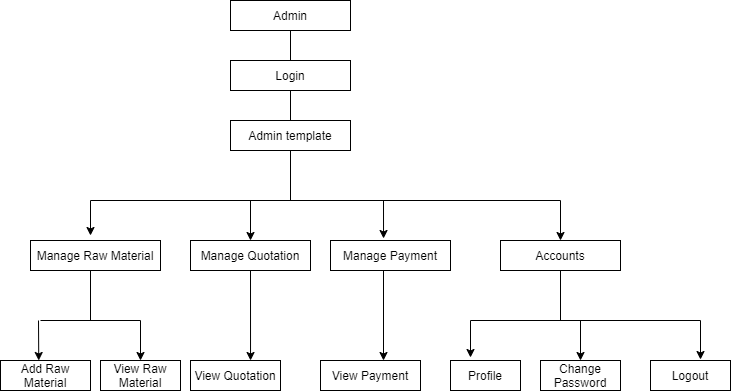 Admin
Login
Admin template
Manage Raw Material
Manage Quotation
Manage Payment
Accounts
Add Raw
Material
View Raw
Material
View Quotation
View Payment
Profile
Change
Password
Logout